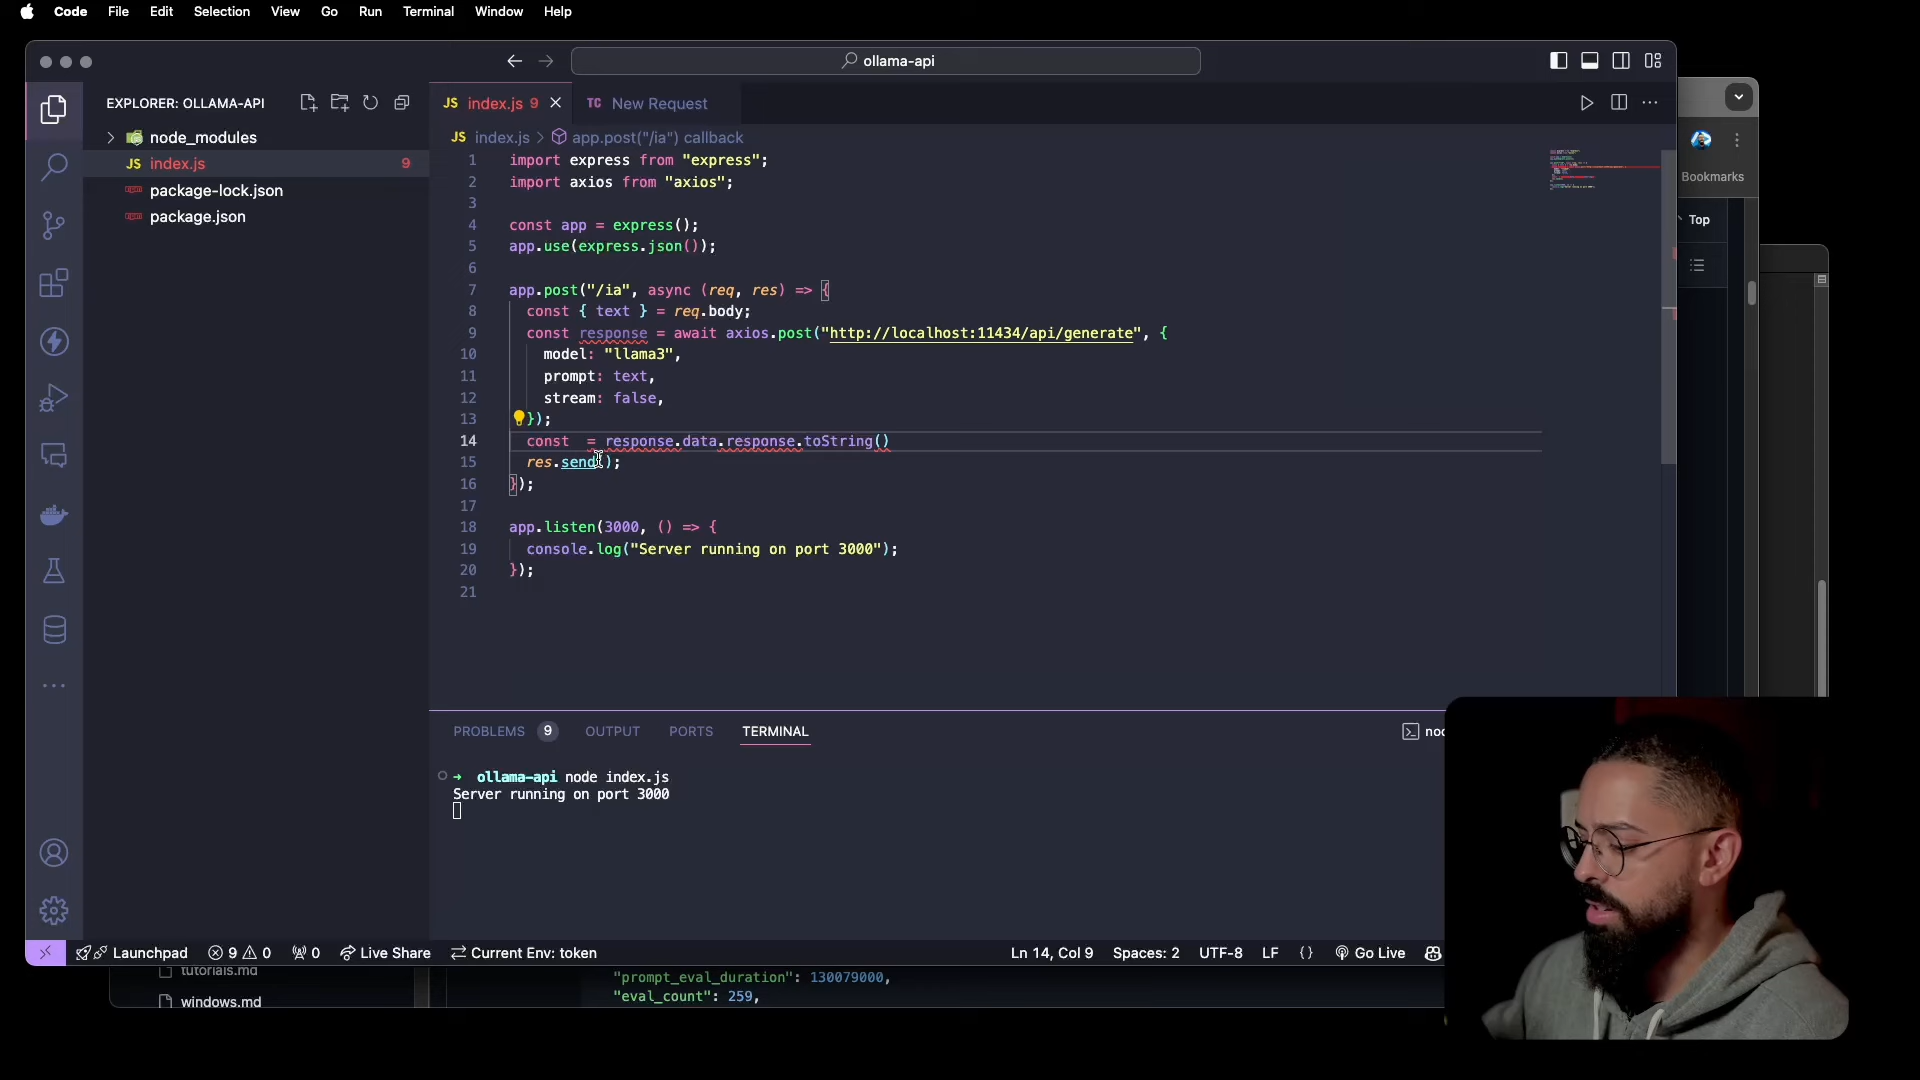 Code File Edit Selection View Go Run Terminal Window Help
ollama-api
EXPLORER: OLLAMA-API
node_modules
JS index.js 9
package-lock.json
package.json
JS index.js 9
TC New Request
JS index.js > app.post("/ia") callback
1 import express from "express";
2 import axios from "axios";
3
4 const app = express();
5 app.use(express.json());
6
7 app.post("/ia", async (req, res) => {
8 const { text } = req.body;
9 const response = await axios.post("http://localhost:11434/api/generate", {
10 model: "llama3",
11 prompt: text,
12 stream: false,
13 });
14 const  = response.data.response.toString()
15 res.send();
16 });
17
18 app.listen(3000, () => {
19 console.log("Server running on port 3000");
20 });
21
Bookmarks
Top
PROBLEMS 9 OUTPUT PORTS TERMINAL
➜ ollama-api node index.js
Server running on port 3000
Launchpad 9 0 0 Live Share Current Env: token
Ln 14, Col 9 Spaces: 2 UTF-8 LF {} Go Live
tutorials.md
windows.md
"prompt_eval_duration": 130079000,
"eval_count": 259,